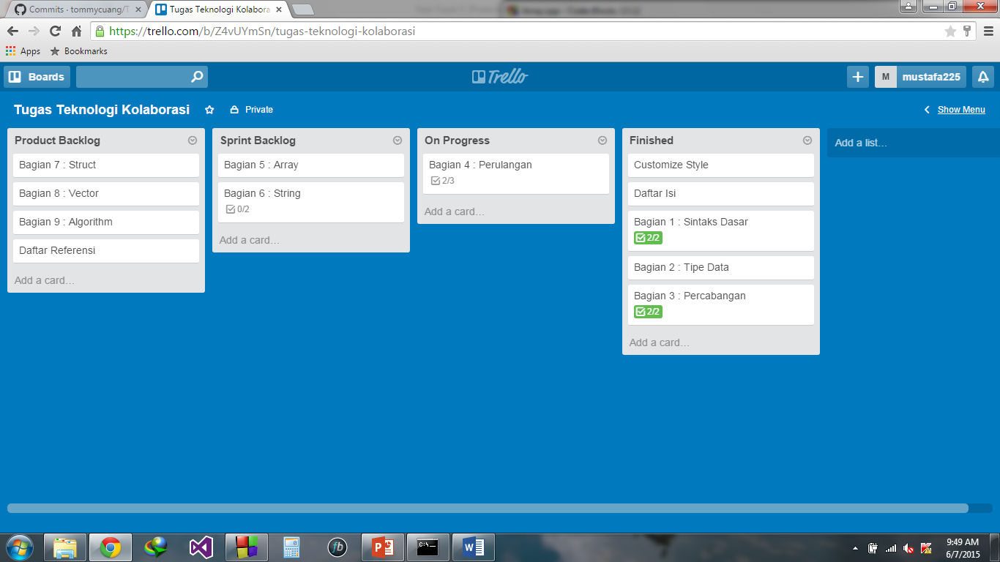 Commits · tommycuang/T
Tugas Teknologi Kolabora
https://trello.com/b/Z4vUYmSn/tugas-teknologi-kolaborasi
Apps
Bookmarks
Boards
Trello
M
mustafa225
Tugas Teknologi Kolaborasi
Private
Show Menu
Product Backlog
Bagian 7 : Struct
Bagian 8 : Vector
Bagian 9 : Algorithm
Daftar Referensi
Add a card…
Sprint Backlog
Bagian 5 : Array
Bagian 6 : String
0/2
Add a card…
On Progress
Bagian 4 : Perulangan
2/3
Add a card…
Finished
Customize Style
Daftar Isi
Bagian 1 : Sintaks Dasar
2/2
Bagian 2 : Tipe Data
Bagian 3 : Percabangan
2/2
Add a card…
Add a list…
9:49 AM
6/7/2015